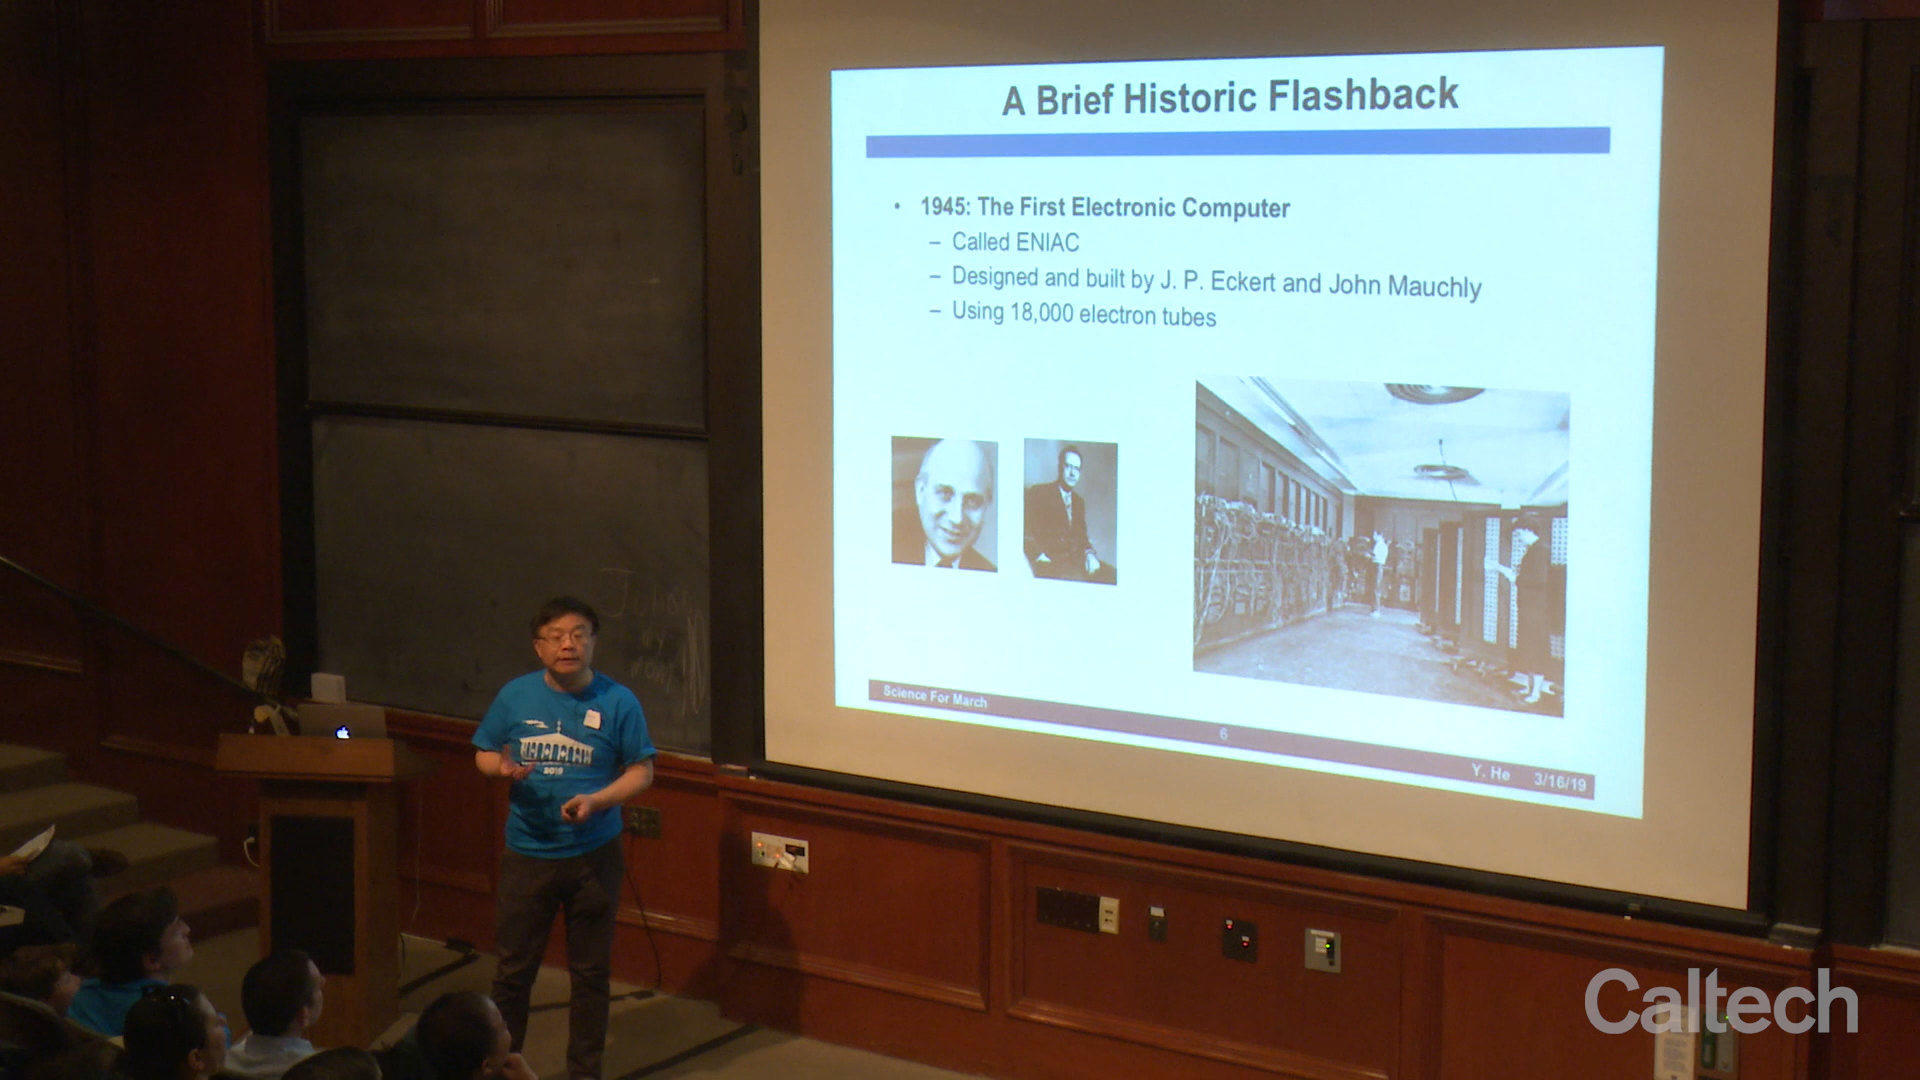 A Brief Historic Flashback
• 1945: The First Electronic Computer
– Called ENIAC
– Designed and built by J. P. Eckert and John Mauchly
– Using 18,000 electron tubes
Science For March
6
Y. He 3/16/19
2019
Caltech